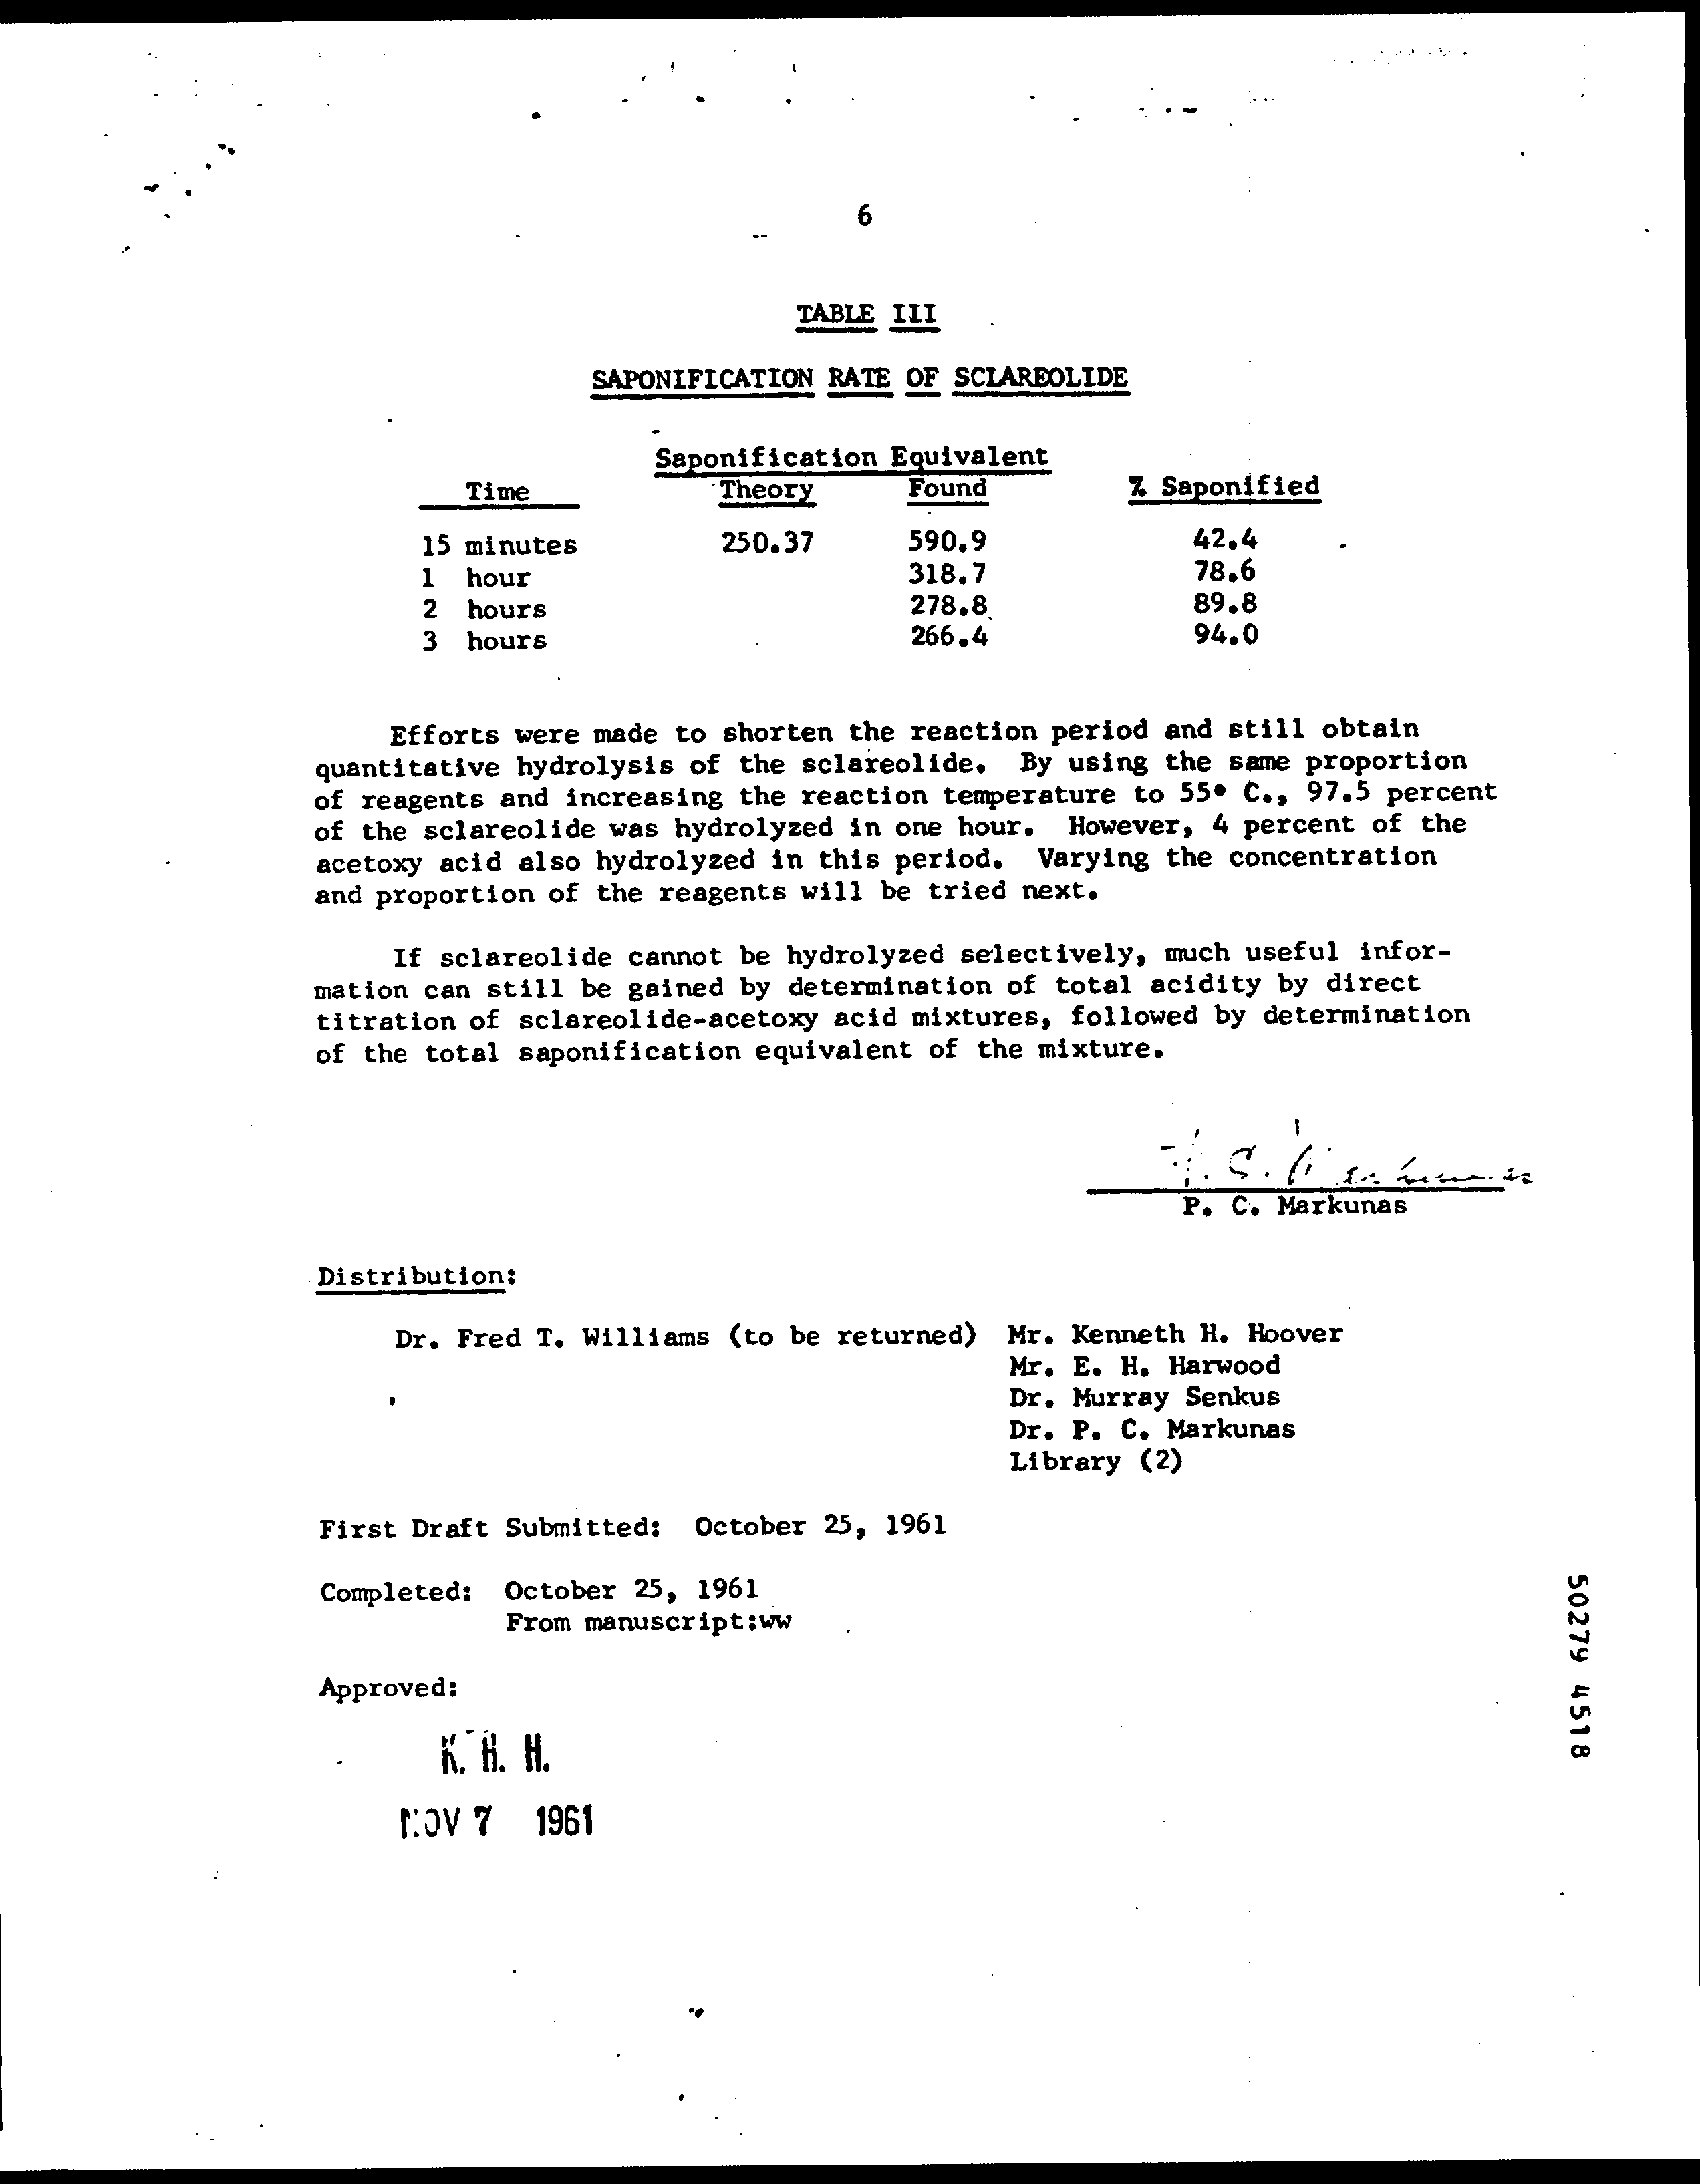 6
TABLE III
SAPONIFICATION RATE OF SCLAREOLIDE
Saponification Equivalent
Time Theory Found % Saponified
15 minutes 250.37 590.9 42.4
1 hour 318.7 78.6
2 hours 278.8 89.8
3 hours 266.4 94.0
Efforts were made to shorten the reaction period and still obtain
quantitative hydrolysis of the sclareolide. By using the same proportion
of reagents and increasing the reaction temperature to 55° C., 97.5 percent
of the sclareolide was hydrolyzed in one hour. However, 4 percent of the
acetoxy acid also hydrolyzed in this period. Varying the concentration
and proportion of the reagents will be tried next.
If sclareolide cannot be hydrolyzed selectively, much useful infor-
mation can still be gained by determination of total acidity by direct
titration of sclareolide-acetoxy acid mixtures, followed by determination
of the total saponification equivalent of the mixture.
P. C. Markunas
Distribution:
Dr. Fred T. Williams (to be returned) Mr. Kenneth H. Hoover
Mr. E. H. Harwood
Dr. Murray Senkus
Dr. P. C. Markunas
Library (2)
First Draft Submitted: October 25, 1961
Completed: October 25, 1961
From manuscript:ww
Approved:
K. H. H.
NOV 7 1961
50279 4518